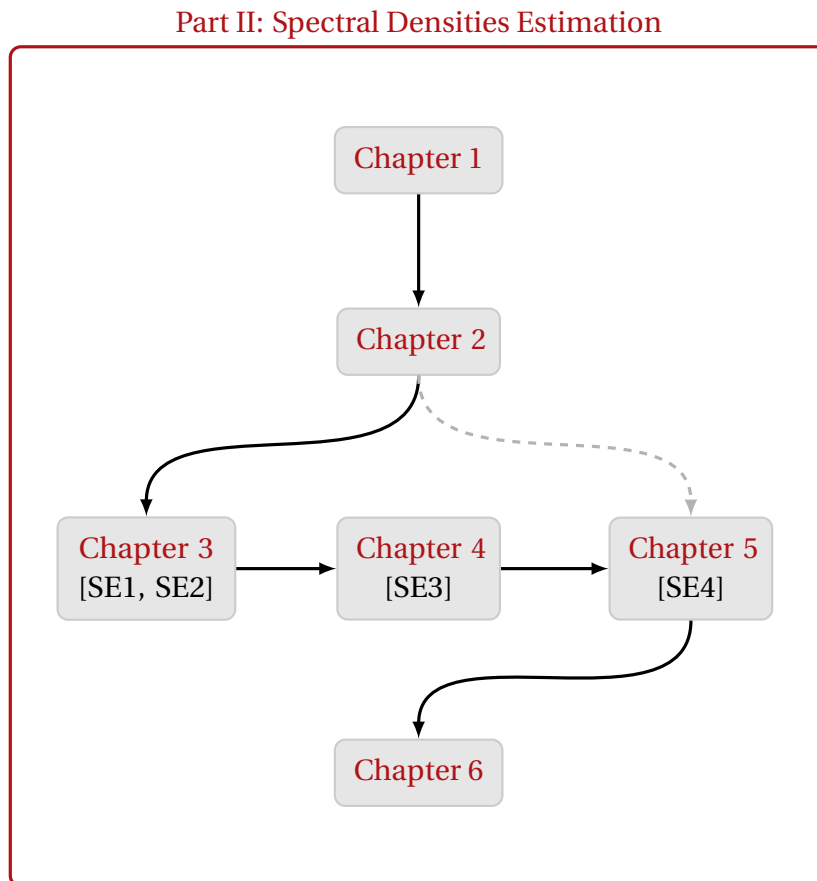 Part II: Spectral Densities Estimation
Chapter 1
Chapter 2
Chapter 3
[SE1, SE2]
Chapter 4
[SE3]
Chapter 5
[SE4]
Chapter 6